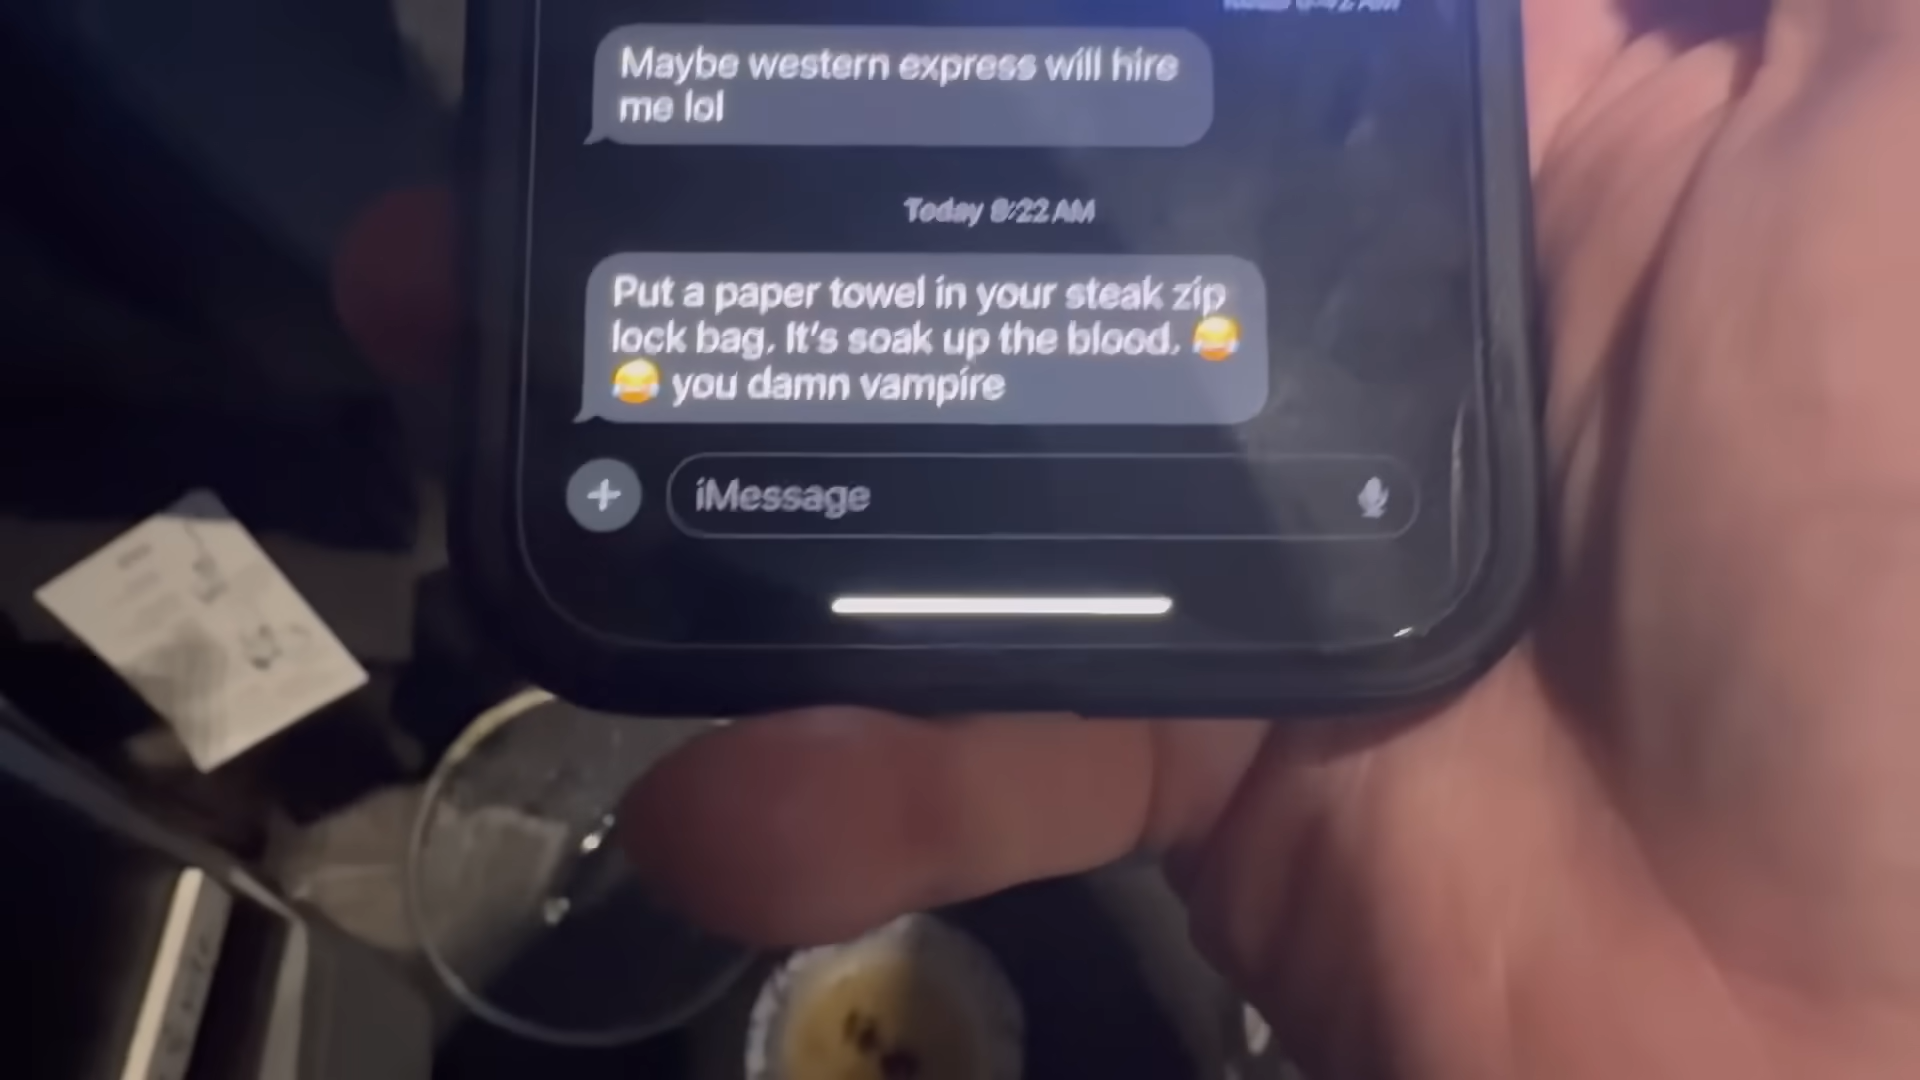 Maybe western express will hire
me lol
Today 8:22 AM
Put a paper towel in your steak zip
lock bag. It's soak up the blood. 😂
😂 you damn vampire
iMessage